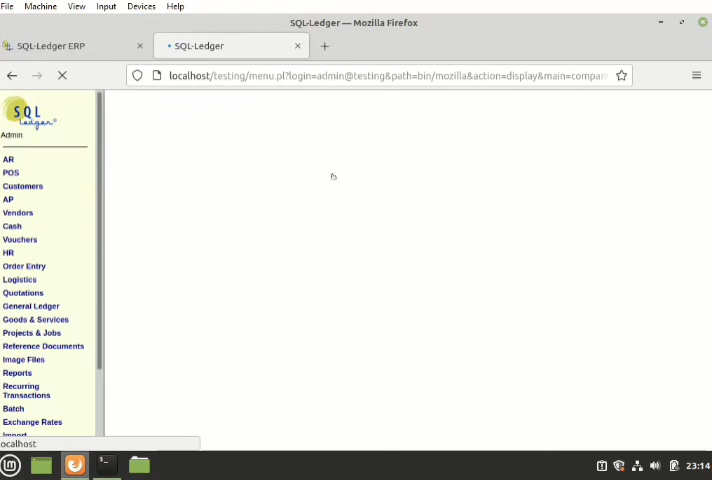 File Machine View Input Devices Help
SQL-Ledger — Mozilla Firefox
SQL-Ledger ERP
SQL-Ledger
localhost/testing/menu.pl?login=admin@testing&path=bin/mozilla&action=display&main=compan
SQL
Ledger®
Admin
AR
POS
Customers
AP
Vendors
Cash
Vouchers
HR
Order Entry
Logistics
Quotations
General Ledger
Goods & Services
Projects & Jobs
Reference Documents
Image Files
Reports
Recurring
Transactions
Batch
Exchange Rates
Import
ocalhost
23:14